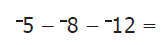 ⁻5 − ⁻8 − ⁻12 =